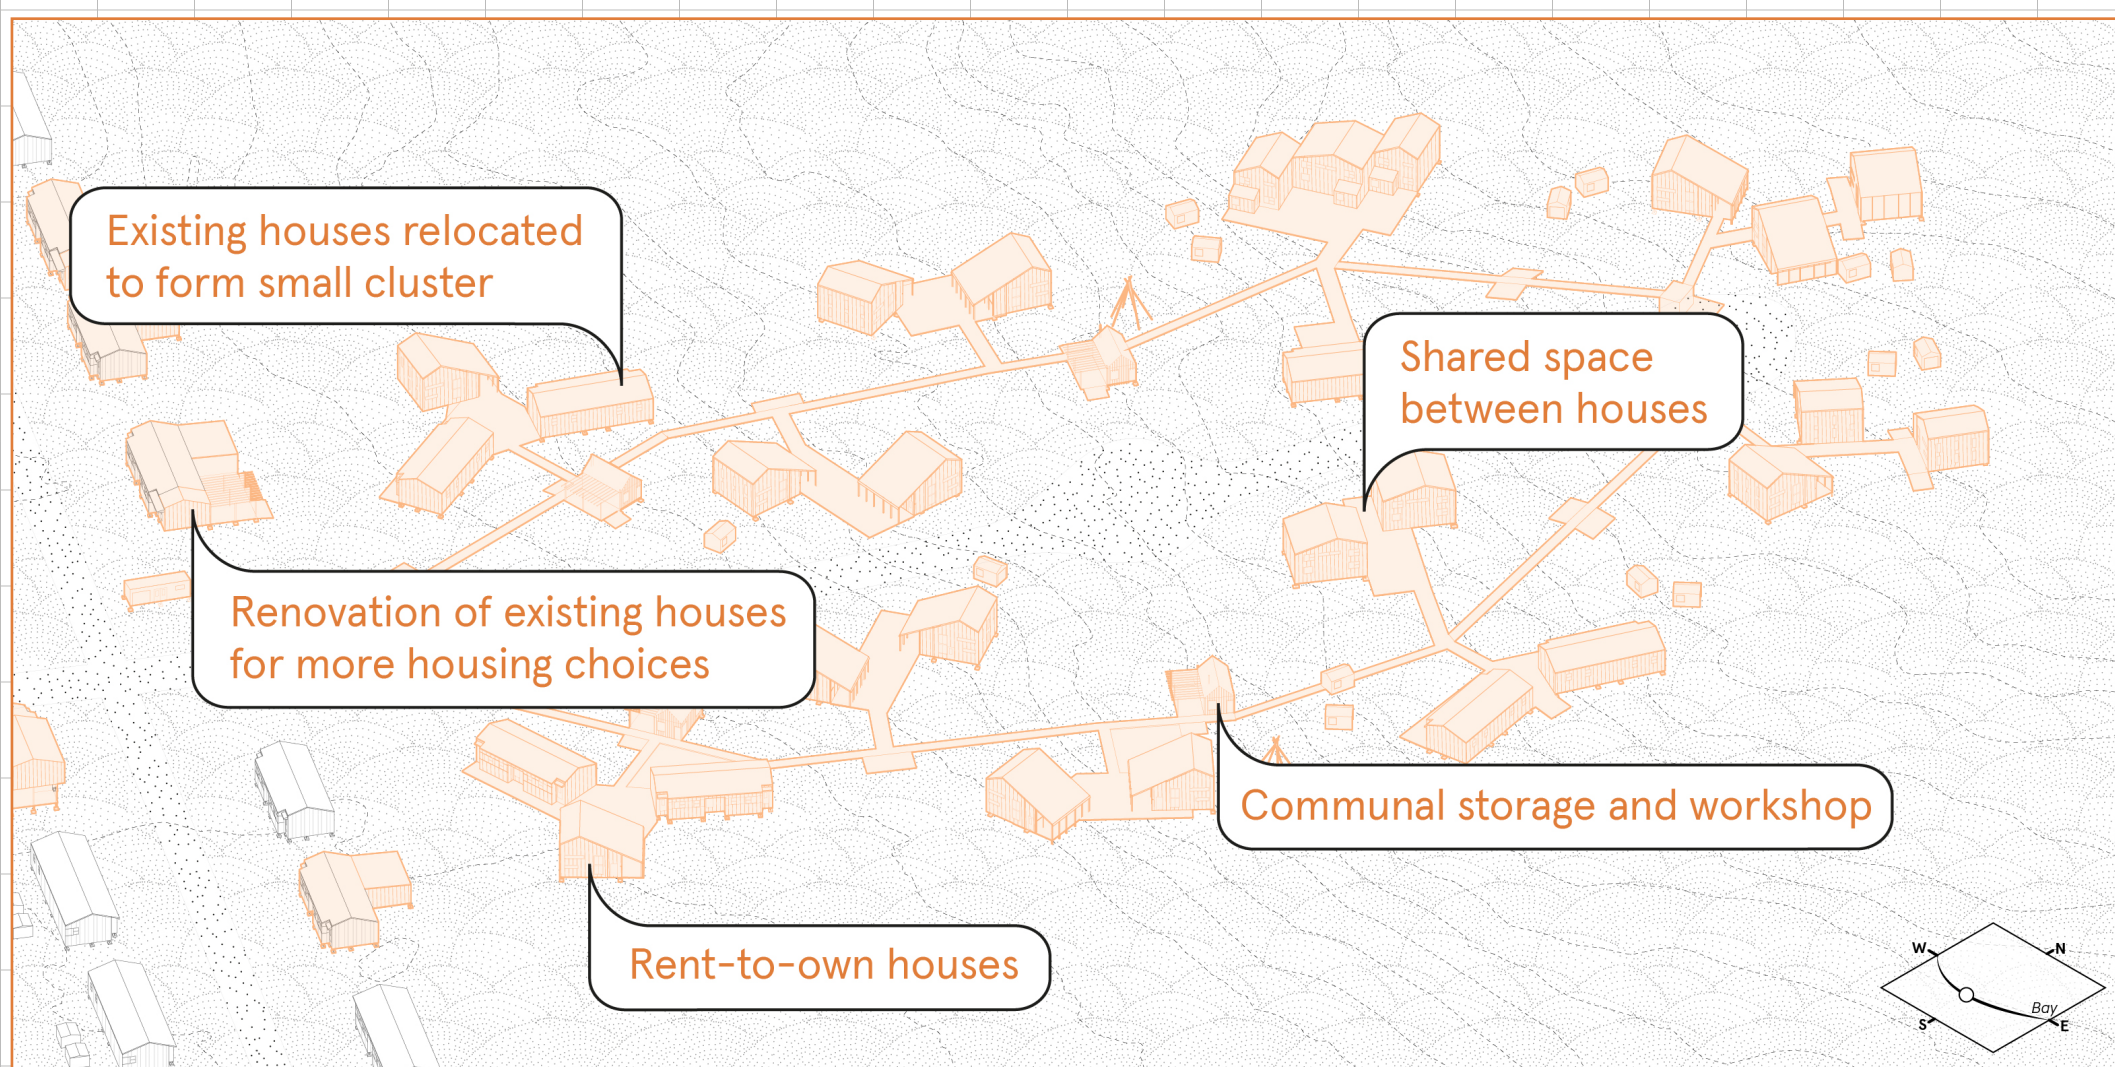 Existing houses relocated
to form small cluster
Shared space
between houses
Renovation of existing houses
for more housing choices
Communal storage and workshop
Rent-to-own houses
W
N
Bay
S
E